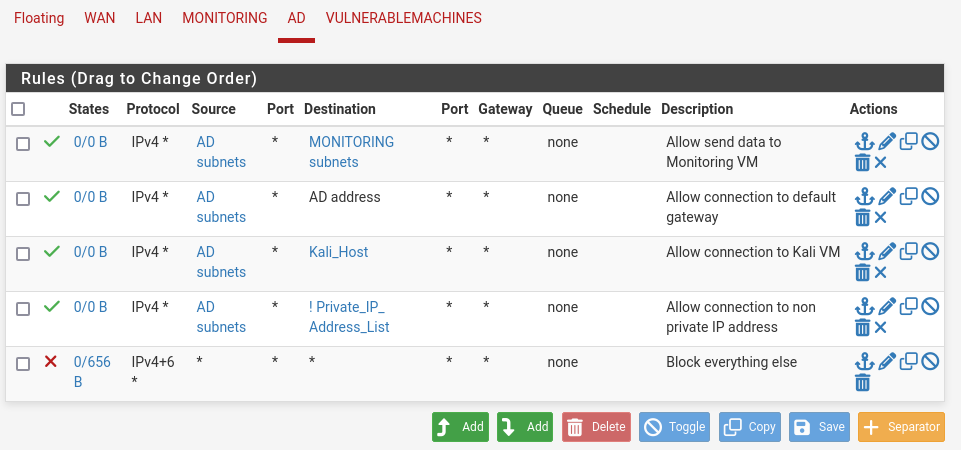 Floating WAN LAN MONITORING AD VULNERABLEMACHINES
Rules (Drag to Change Order)
States Protocol Source Port Destination Port Gateway Queue Schedule Description Actions
0/0 B IPv4 * AD * MONITORING * * none Allow send data to
subnets subnets Monitoring VM
0/0 B IPv4 * AD * AD address * * none Allow connection to default
subnets gateway
0/0 B IPv4 * AD * Kali_Host * * none Allow connection to Kali VM
subnets
0/0 B IPv4 * AD * ! Private_IP_ * * none Allow connection to non
subnets Address_List private IP address
0/656 IPv4+6 * * * * * none Block everything else
B *
Add Add Delete Toggle Copy Save Separator